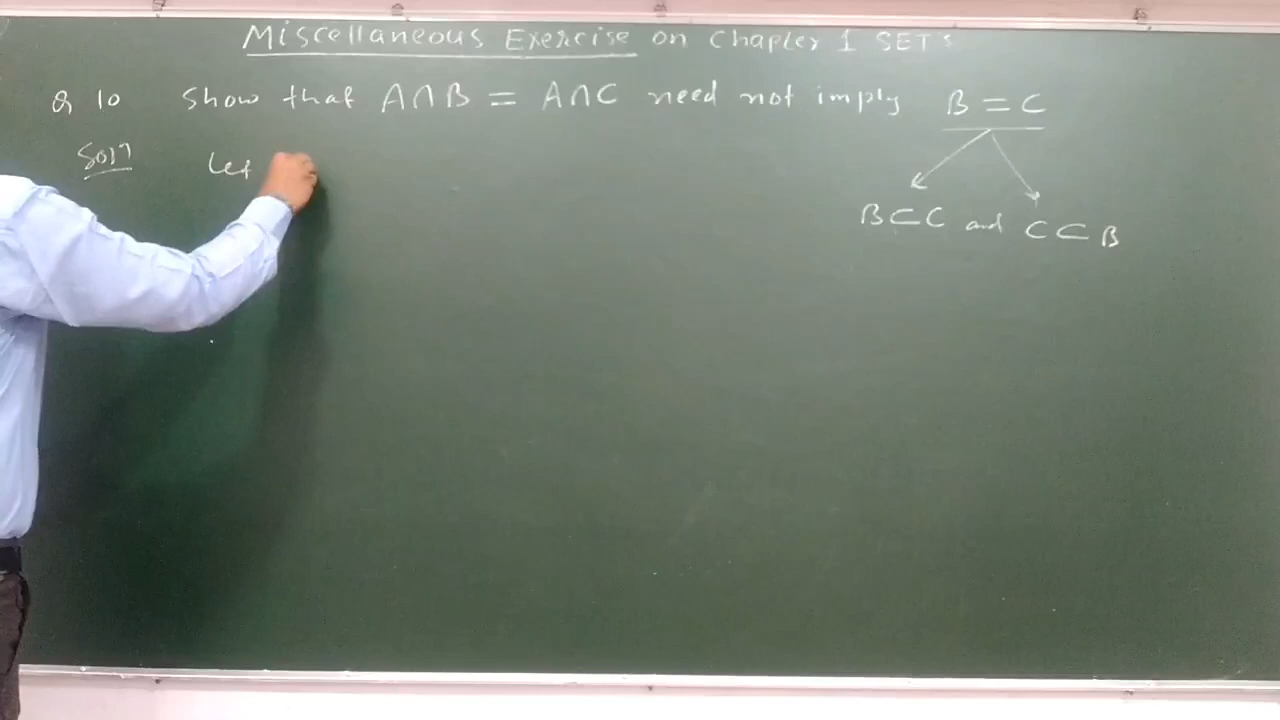 Miscellaneous Exercise on Chapter 1 SETs
Q 10 Show that A∩B = A∩C need not imply B = C
Soln Let
B⊂C and C⊂B